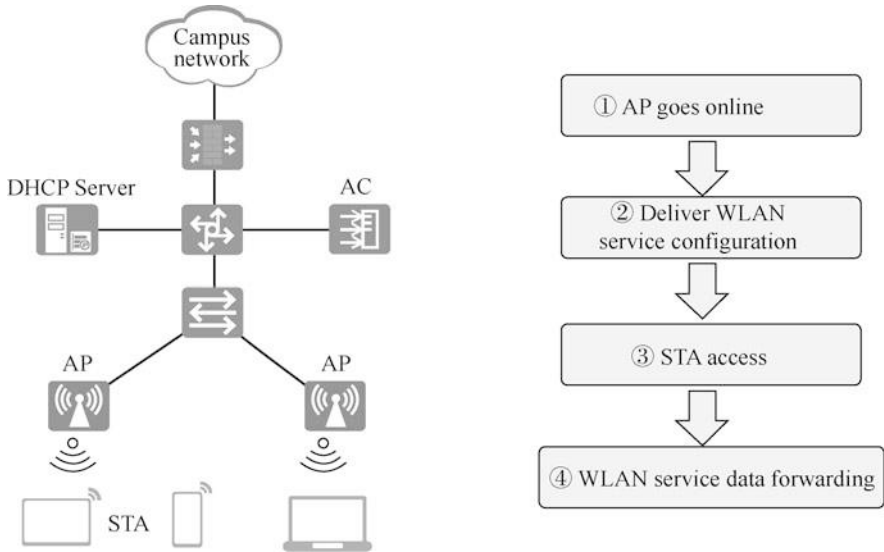 Campus
network
DHCP Server
AC
AP
AP
STA
① AP goes online
② Deliver WLAN
service configuration
③ STA access
④ WLAN service data forwarding